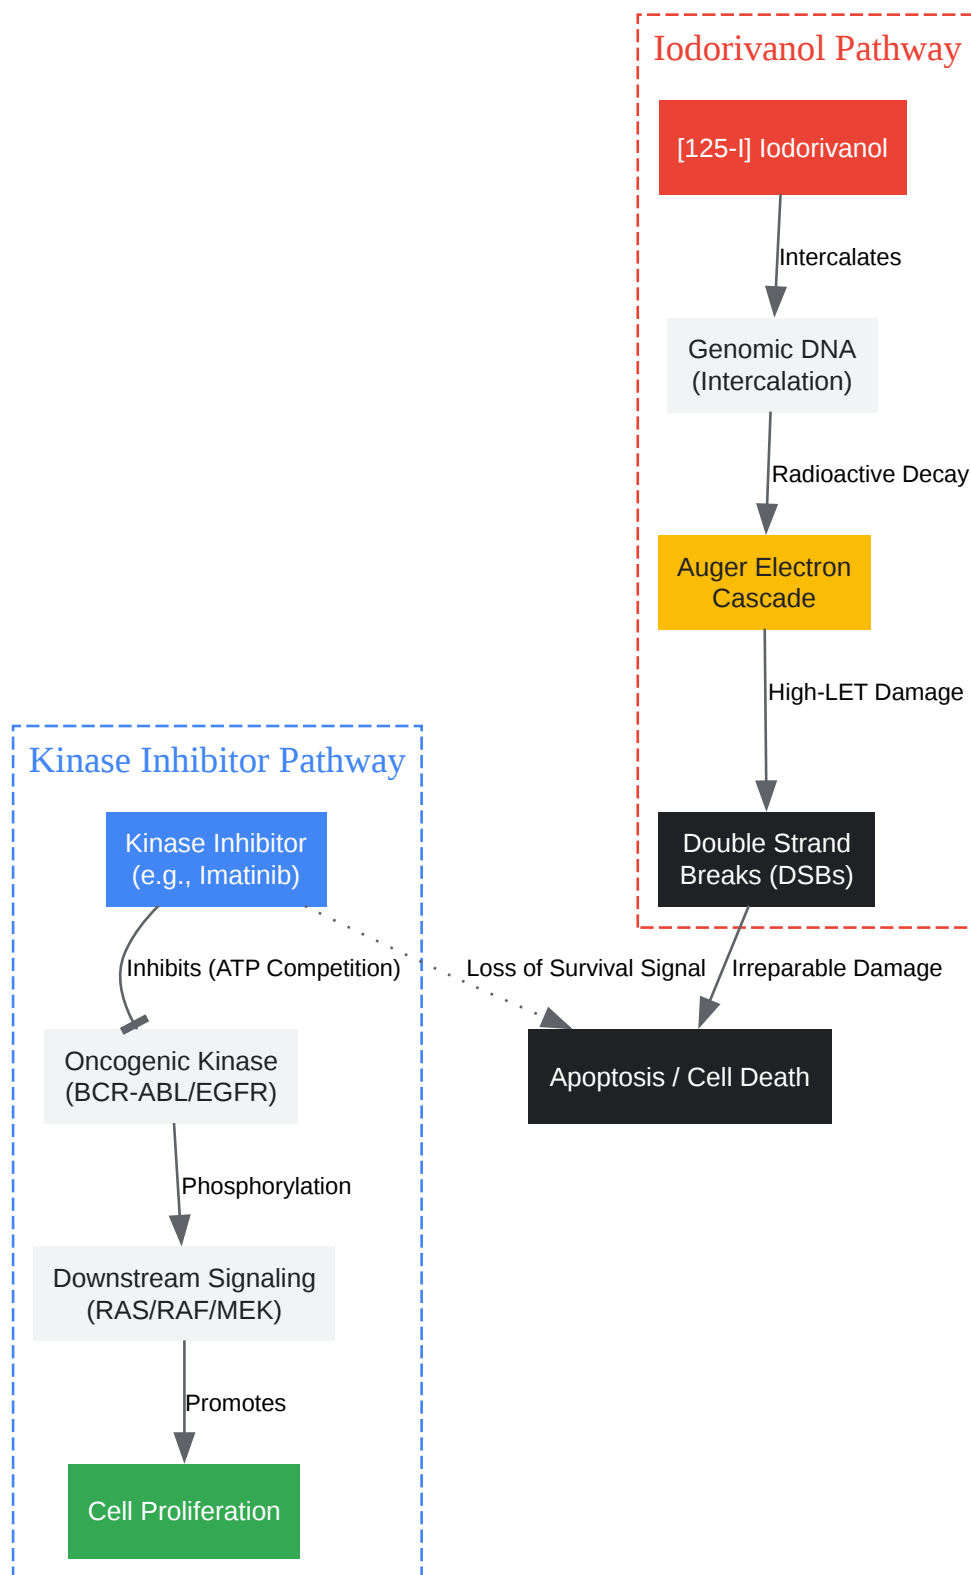 Iodorivanol Pathway
[125-I] Iodorivanol
Intercalates
Genomic DNA
(Intercalation)
Radioactive Decay
Auger Electron
Cascade
High-LET Damage
Double Strand
Breaks (DSBs)
Kinase Inhibitor Pathway
Kinase Inhibitor
(e.g., Imatinib)
Inhibits (ATP Competition)
Loss of Survival Signal
Irreparable Damage
Oncogenic Kinase
(BCR-ABL/EGFR)
Apoptosis / Cell Death
Phosphorylation
Downstream Signaling
(RAS/RAF/MEK)
Promotes
Cell Proliferation